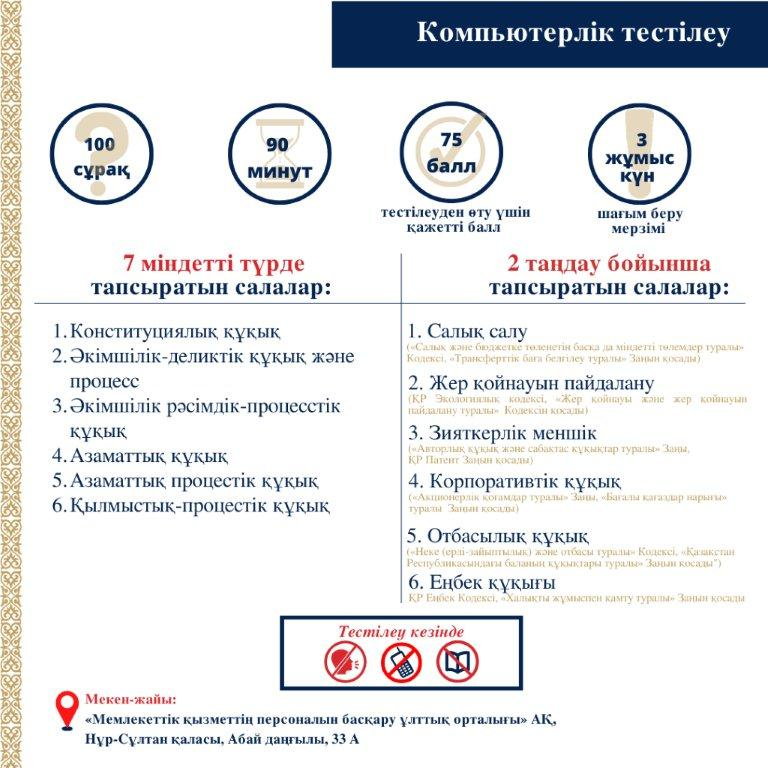 Компьютерлік тестілеу
100
сұрақ
90
минут
75
балл
3
жұмыс
күн
тестілеуден өту үшін
қажетті балл
шағым беру
мерзімі
7 міндетті түрде
тапсыратын салалар:
1. Конституциялық құқық
2. Әкімшілік-деликтік құқық және
процесс
3. Әкімшілік рәсімдік-процесстік
құқық
4. Азаматтық құқық
5. Азаматтық процестік құқық
6. Қылмыстық-процестік құқық
2 таңдау бойынша
тапсыратын салалар:
1. Салық салу
(«Салық және бюджетке төленетін басқа да міндетті төлемдер туралы»
Кодексі, «Трансферттік баға белгілеу туралы» Заңын қосады)
2. Жер қойнауын пайдалану
(ҚР Экологиялық кодексі, «Жер қойнауы және жер қойнауын
пайдалану туралы» Кодексін қосады)
3. Зияткерлік меншік
(«Авторлық құқық және сабақтас құқықтар туралы» Заңы,
ҚР Патент Заңын қосады)
4. Корпоративтік құқық
(«Акционерлік қоғамдар туралы» Заңы, «Бағалы қағаздар нарығы»
туралы Заңын қосады)
5. Отбасылық құқық
(«Неке (ерлі-зайыптылық) және отбасы туралы» Кодексі, «Қазақстан
Республикасындағы баланың құқықтары туралы» Заңын қосады")
6. Еңбек құқығы
ҚР Еңбек Кодексі, «Халықты жұмыспен қамту туралы» Заңын қосады
Тестілеу кезінде
Мекен-жайы:
«Мемлекеттік қызметтің персоналын басқару ұлттық орталығы» АҚ,
Нұр-Сұлтан қаласы, Абай даңғылы, 33 А